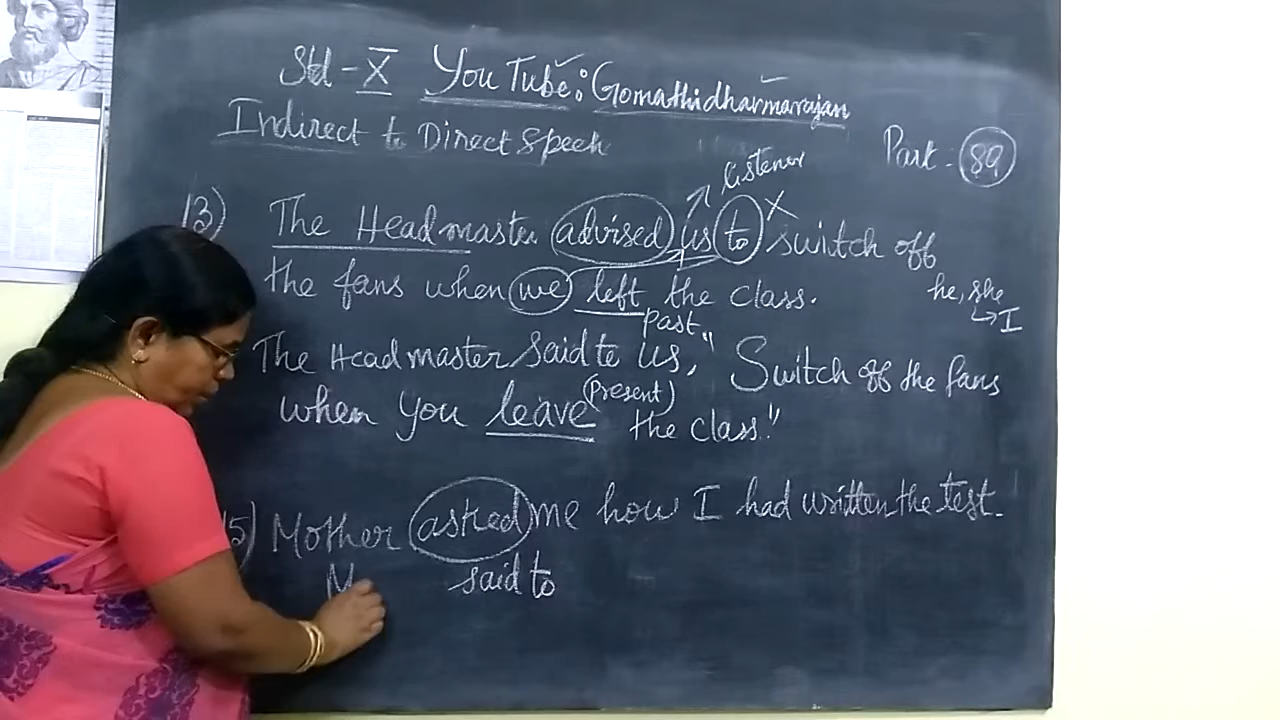 Std - X YouTube: Gomathidharmarajan
Indirect to Direct Speech
Part: 89
listener
13) The Headmaster advised us to X switch off
the fans when we left the class.
he, she
→ I
past
The Headmaster said to us, "Switch off the fans
when you leave (Present) the class."
15) Mother asked me how I had written the test.
M said to